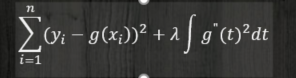 n
∑(yᵢ − g(xᵢ))² + λ ∫ g"(t)²dt
i=1